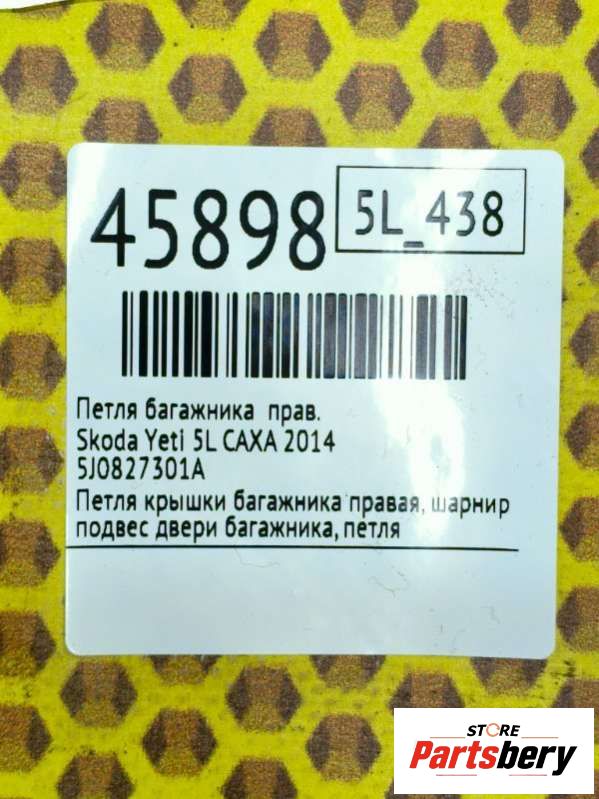 45898
5L_438
Петля багажника прав.
Skoda Yeti 5L CAXA 2014
5J0827301A
Петля крышки багажника правая, шарнир
подвес двери багажника, петля
STORE
Partsbery